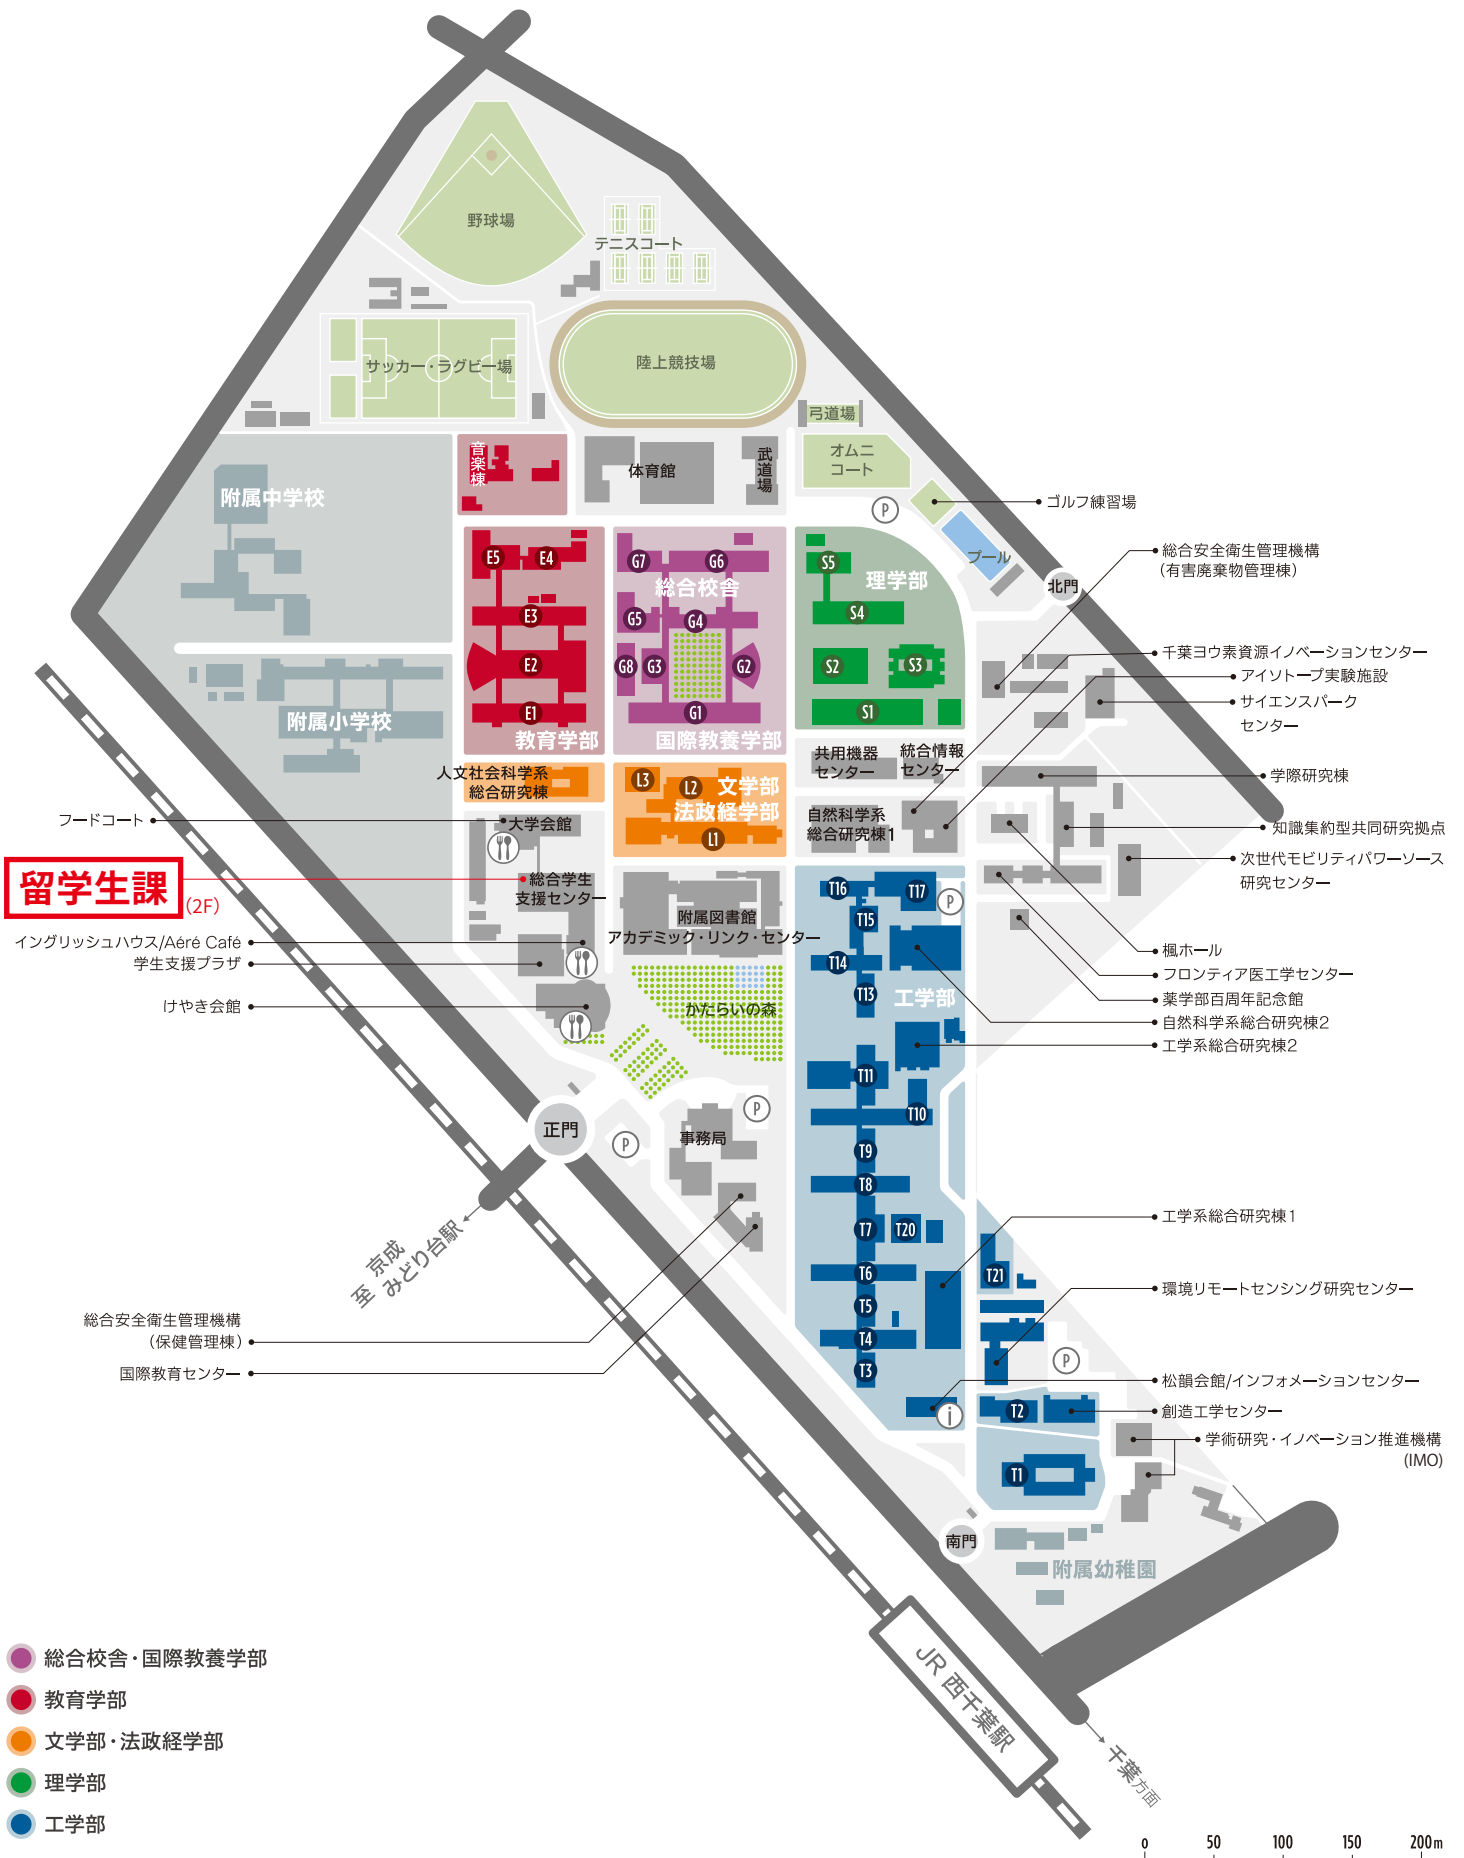 野球場
テニスコート
サッカー・ラグビー場
陸上競技場
弓道場
オムニ
コート
音楽棟
体育館
武道場
附属中学校
P
ゴルフ練習場
プール
北門
総合安全衛生管理機構
(有害廃棄物管理棟)
E5
E4
E3
E2
E1
教育学部
G7
G6
総合校舎
G5
G4
G8
G3
G2
G1
国際教養学部
S5
理学部
S4
S2
S3
S1
千葉ヨウ素資源イノベーションセンター
アイソトープ実験施設
サイエンスパーク
センター
附属小学校
人文社会科学系
総合研究棟
L3
L2
文学部
法政経学部
L1
共用機器
センター
統合情報
センター
自然科学系
総合研究棟1
学際研究棟
知識集約型共同研究拠点
次世代モビリティパワーソース
研究センター
フードコート
大学会館
留学生課
(2F)
総合学生
支援センター
附属図書館
アカデミック・リンク・センター
イングリッシュハウス/Aéré Café
学生支援プラザ
けやき会館
かたらいの森
T16
T17
P
T15
T14
T13
工学部
楓ホール
フロンティア医工学センター
薬学部百周年記念館
自然科学系総合研究棟2
工学系総合研究棟2
T11
T10
T9
T8
T7
T20
T6
T5
T4
T3
T21
正門
P
P
事務局
至 京成
みどり台駅
総合安全衛生管理機構
(保健管理棟)
国際教育センター
工学系総合研究棟1
環境リモートセンシング研究センター
P
松韻会館/インフォメーションセンター
i
T2
創造工学センター
学術研究・イノベーション推進機構
(IMO)
T1
南門
附属幼稚園
JR 西千葉駅
千葉方面
総合校舎・国際教養学部
教育学部
文学部・法政経学部
理学部
工学部
0 50 100 150 200m